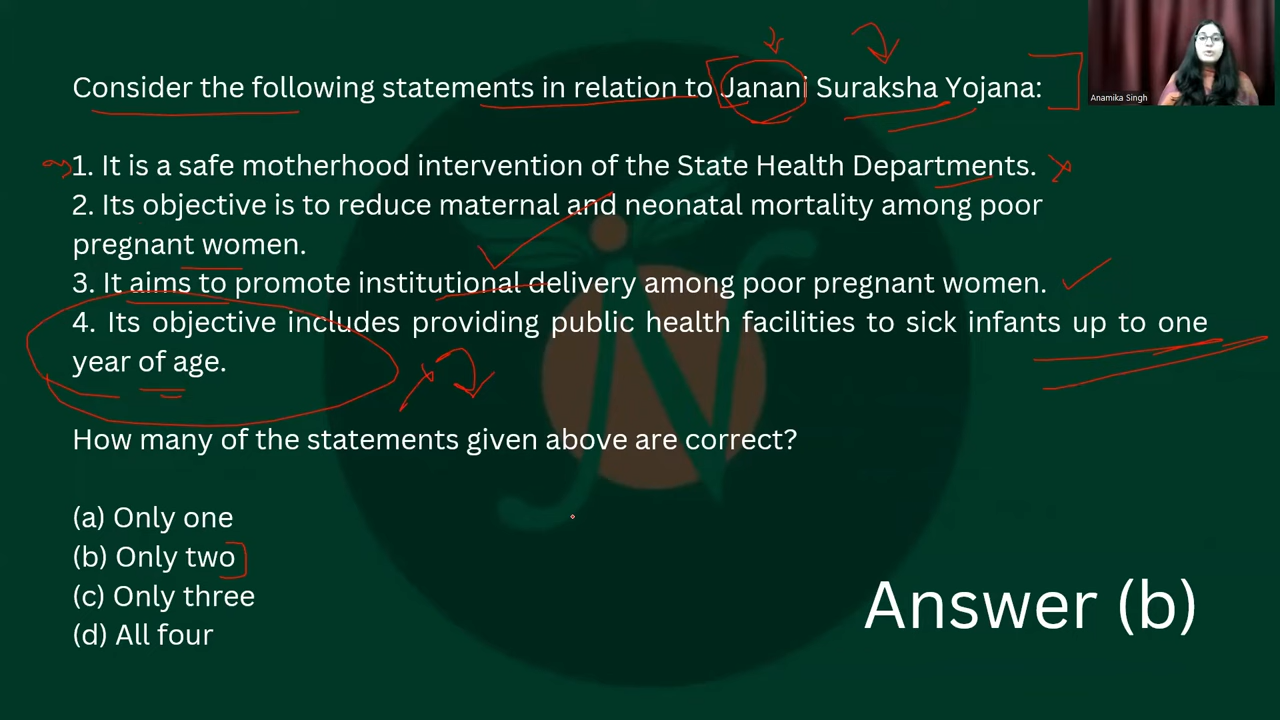 Consider the following statements in relation to Janani Suraksha Yojana:
Anamika Singh
1. It is a safe motherhood intervention of the State Health Departments.
2. Its objective is to reduce maternal and neonatal mortality among poor
pregnant women.
3. It aims to promote institutional delivery among poor pregnant women.
4. Its objective includes providing public health facilities to sick infants up to one
year of age.
How many of the statements given above are correct?
(a) Only one
(b) Only two
(c) Only three
(d) All four
Answer (b)